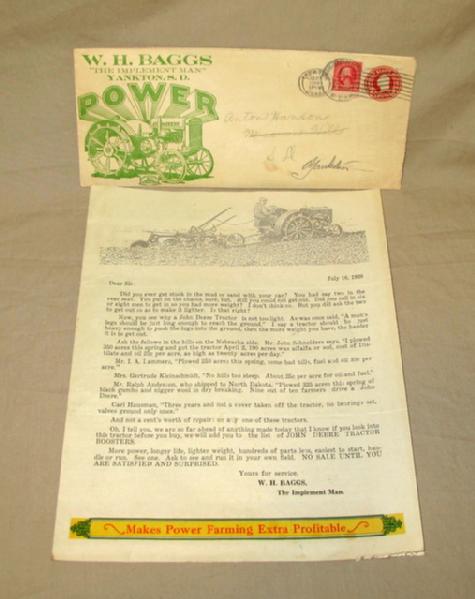 W. H. BAGGS
"THE IMPLEMENT MAN"
YANKTON, S. D.
POWER
Anton Hanson
S D
Yankton
July 16, 1928
Dear Sir:
Did you ever get stuck in the mud or sand with your car? You had say two in the
rear seat. You put on the chains, sure, but, still you could not get out. Did you call to six
or eight men to get in so you had more weight? I don't think so. But you did ask the two
to get out so as to make it lighter. Is that right?
Now, you see why a John Deere Tractor is not too light. As was once said, "A man's
legs should be just long enough to reach the ground." I say a tractor should be just
heavy enough to push the lugs into the ground, then the more weight you have, the harder
it is to get out.
Ask the fellows in the hills on the Nebraska side. Mr. John Schneiders says, "I plowed
350 acres this spring and got the tractor April 2, 190 acres was alfalfa or sod, cost of
and oil 25c per acre, as high as twenty acres per day."
Mr. I. A. Lammers, "Plowed 350 acres this spring, some bad hills, fuel and oil 20c per
acre."
Mrs. Gertrude Kleinschmidt, "No hills too steep. About 25c per acre for oil and fuel."
Mr. Ralph Anderson, who shipped to North Dakota, "Plowed 325 acres this spring of
black gumbo and nigger wool in dry breaking. Nine out of ten farmers drive a John
Deere."
Carl Hausman, "Three years and not a cover taken off the tractor, no bearings set,
valves ground only once."
And not a cent's worth of repair on any one of these tractors.
Oh, I tell you, we are so far ahead of anything made today that I know if you look into
this tractor before you buy, we will add you to the list of JOHN DEERE TRACTOR
BOOSTERS.
More power, longer life, lighter weight, hundreds of parts less, easiest to start, han-
dle or run. See one. Ask to see and run it in your own field. NO SALE UNTIL YOU
ARE SATISFIED AND SURPRISED.
Yours for service.
W. H. BAGGS,
The Implement Man.
Makes Power Farming Extra Profitable